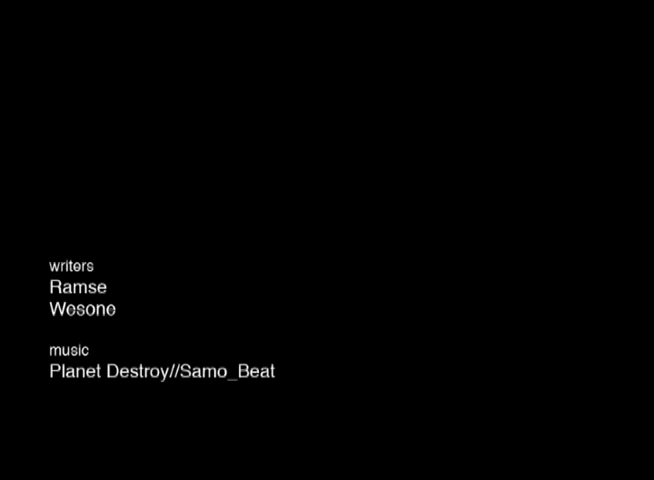 writers
Ramse
Wesone
music
Planet Destroy//Samo_Beat